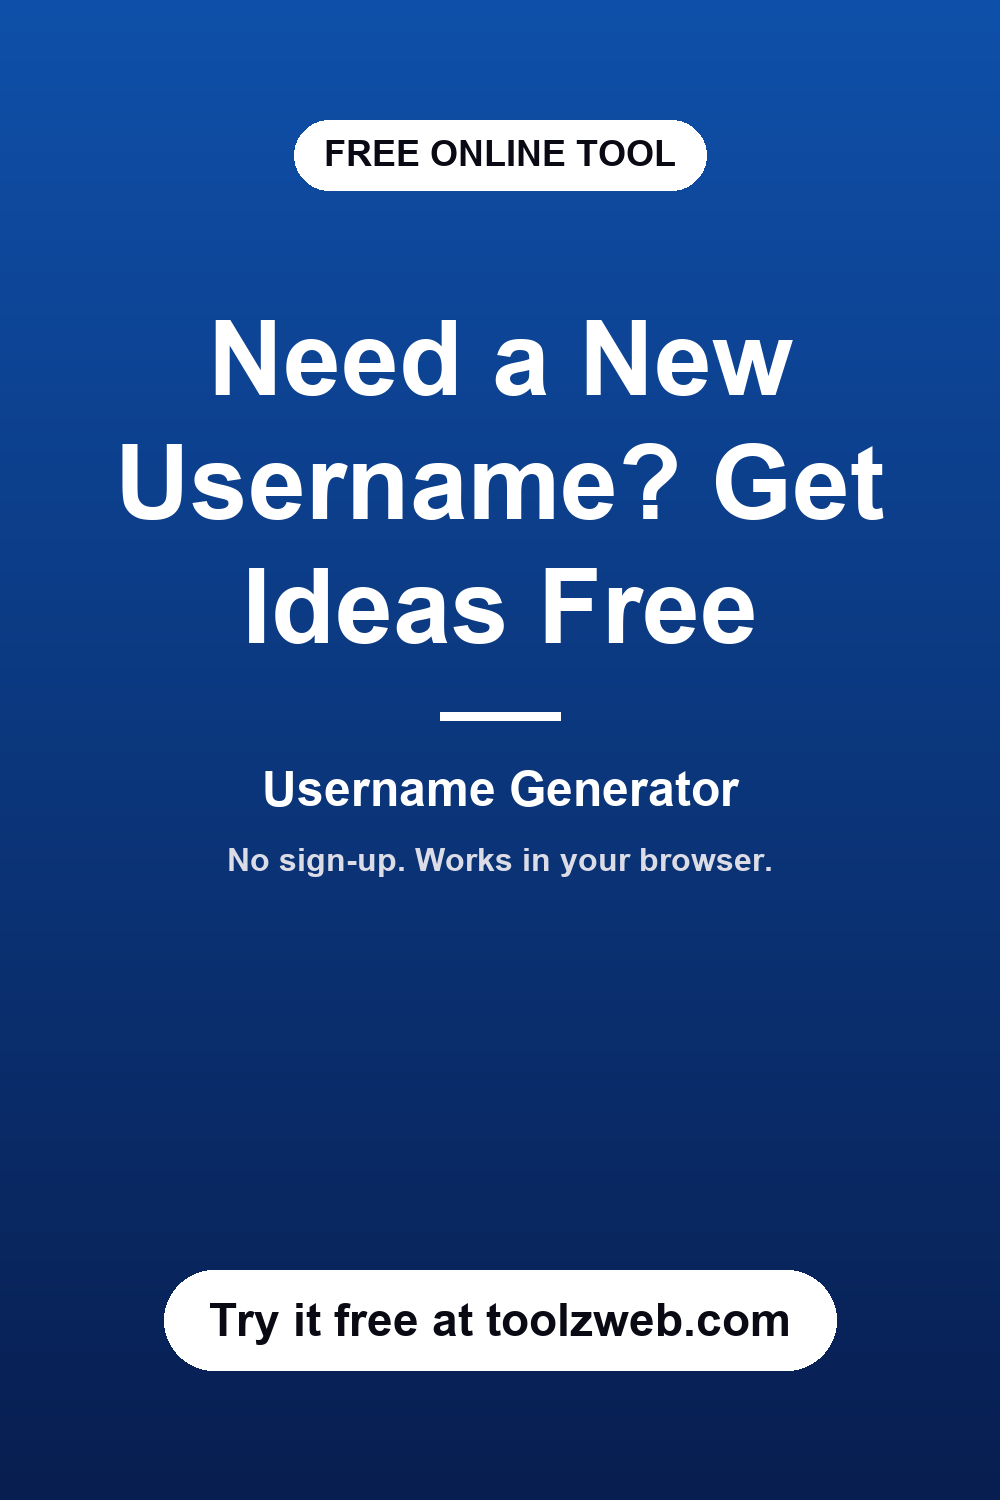 FREE ONLINE TOOL
Need a New
Username? Get
Ideas Free
Username Generator
No sign-up. Works in your browser.
Try it free at toolzweb.com